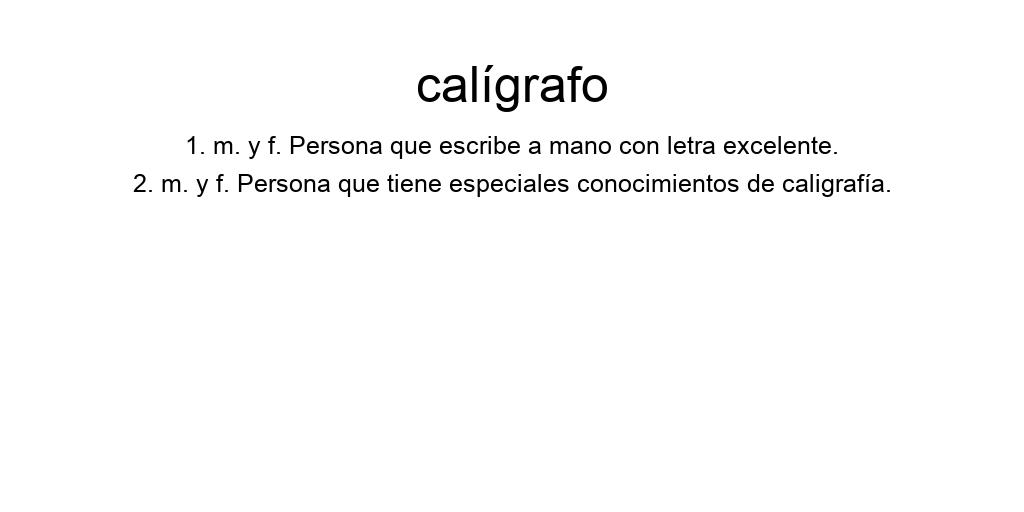 calígrafo
1. m. y f. Persona que escribe a mano con letra excelente.
2. m. y f. Persona que tiene especiales conocimientos de caligrafía.